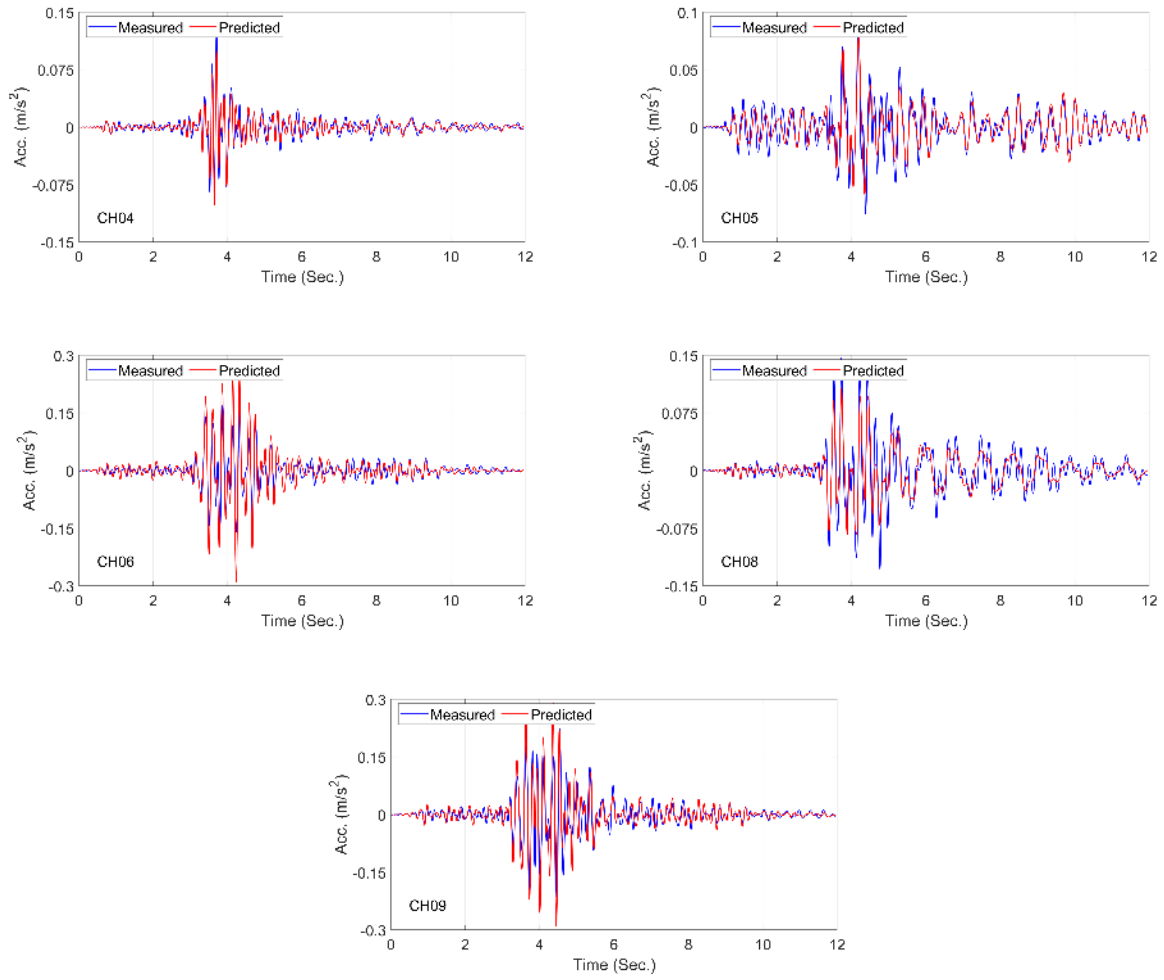 Measured Predicted
0.15
0.075
0
-0.075
-0.15
Acc. (m/s²)
CH04
0 2 4 6 8 10 12
Time (Sec.)
Measured Predicted
0.1
0.05
0
-0.05
-0.1
Acc. (m/s²)
CH05
0 2 4 6 8 10 12
Time (Sec.)
Measured Predicted
0.3
0.15
0
-0.15
-0.3
Acc. (m/s²)
CH06
0 2 4 6 8 10 12
Time (Sec.)
Measured Predicted
0.15
0.075
0
-0.075
-0.15
Acc. (m/s²)
CH08
0 2 4 6 8 10 12
Time (Sec.)
Measured Predicted
0.3
0.15
0
-0.15
-0.3
Acc. (m/s²)
CH09
0 2 4 6 8 10 12
Time (Sec.)